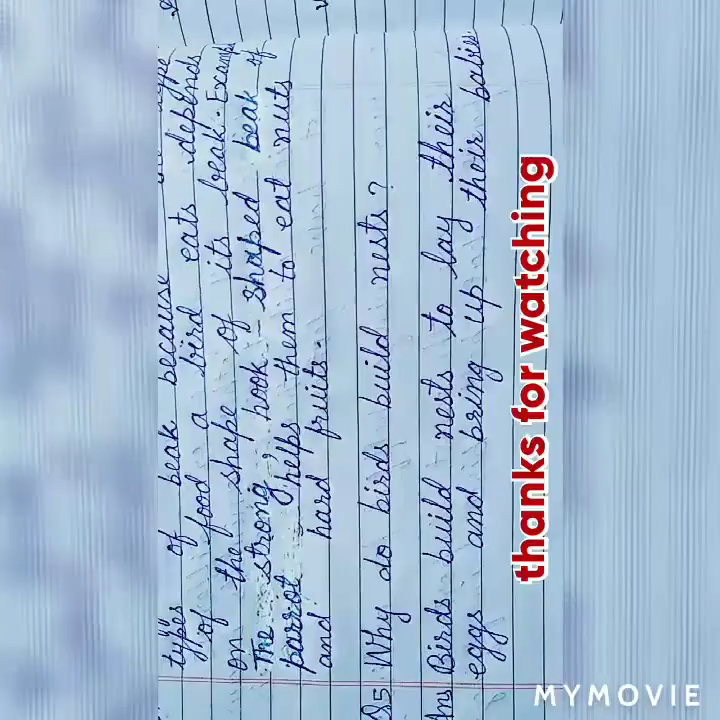 types of beak because type
of food a bird eats depends
on the shape of its beak. Example
The strong, hook - shaped beak of
parrot helps them to eat nuts
and hard fruits.
Q5 Why do birds build nests?
Ans Birds build nests to lay their
eggs and bring up their babies.
thanks for watching
MYMOVIE